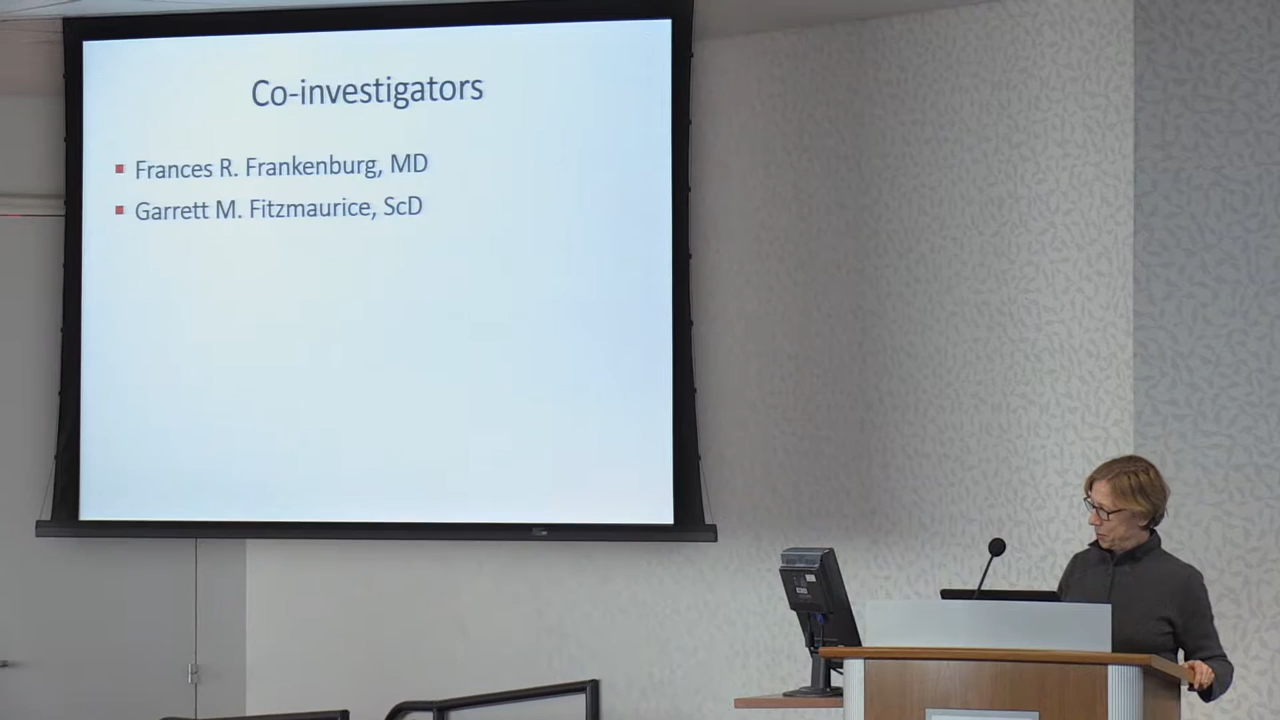 Co-investigators
Frances R. Frankenburg, MD
Garrett M. Fitzmaurice, ScD